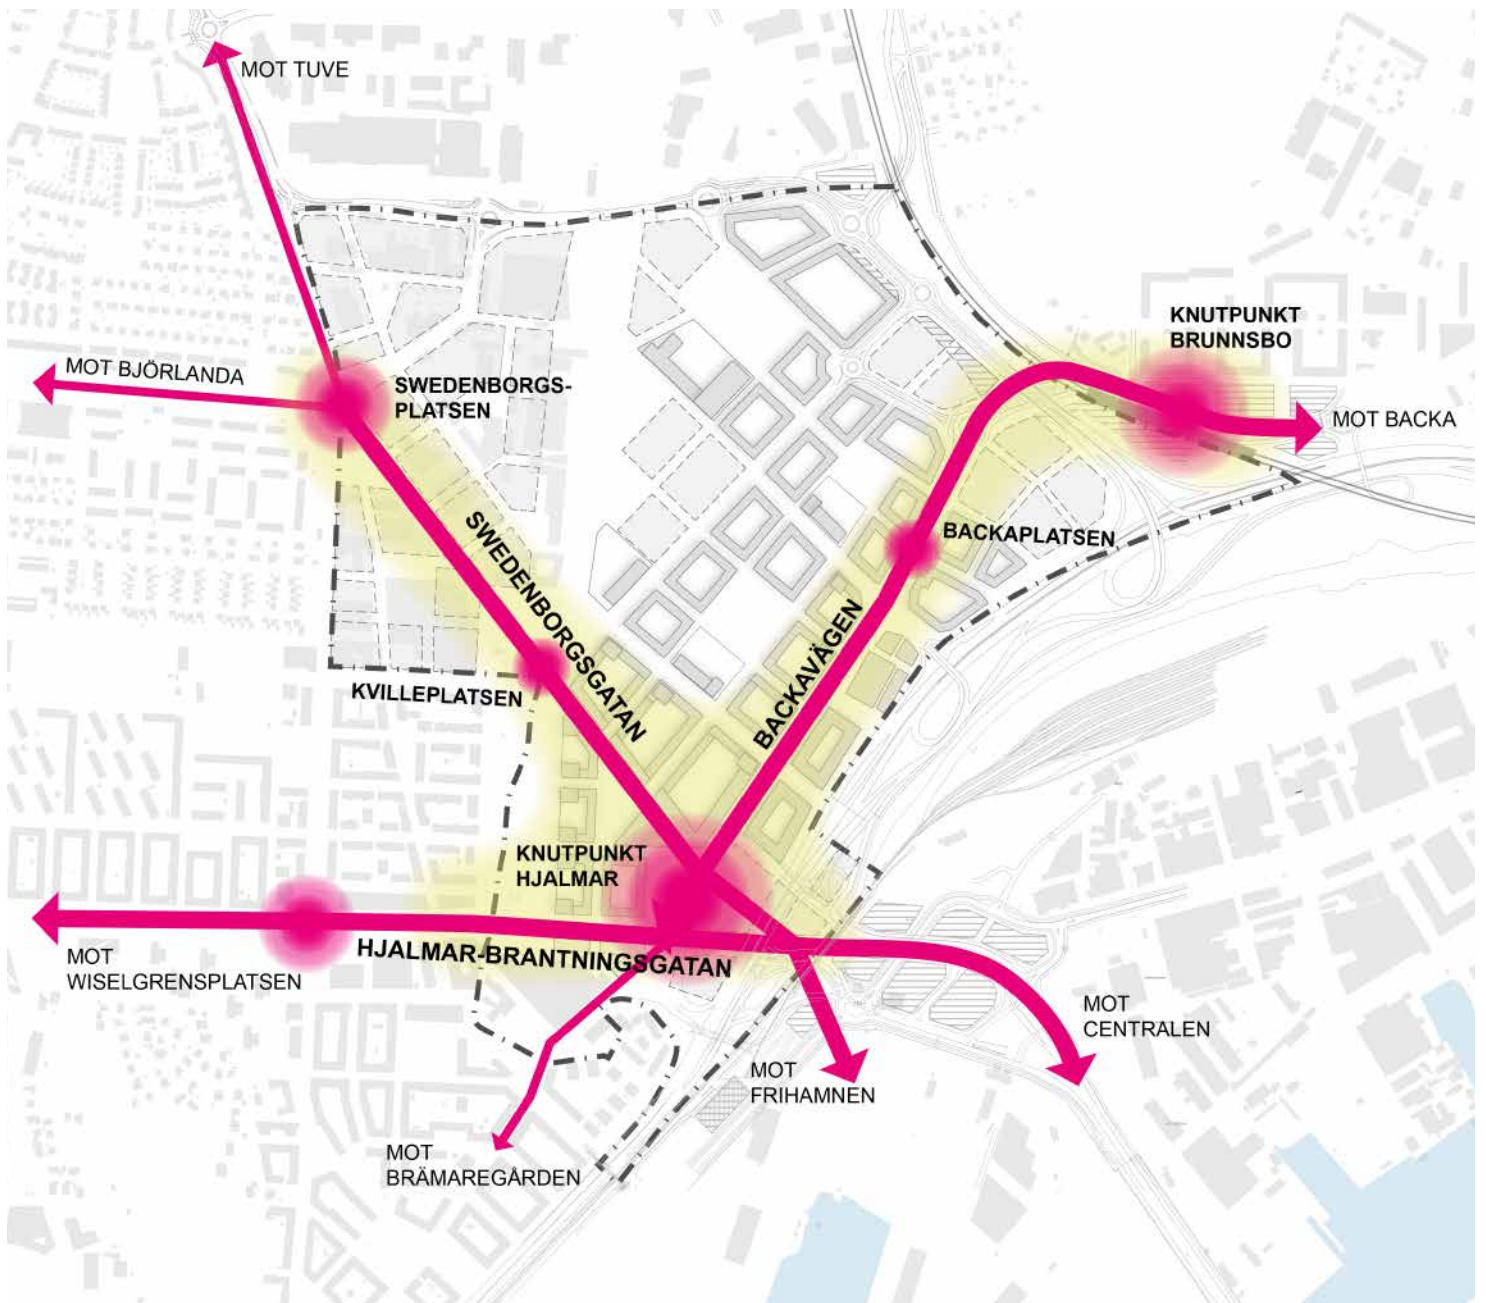 MOT TUVE
KNUTPUNKT
BRUNNSBO
MOT BJÖRLANDA
SWEDENBORGS-
PLATSEN
MOT BACKA
BACKAPLATSEN
SWEDENBORGSGATAN
BACKAVÄGEN
KVILLEPLATSEN
KNUTPUNKT
HJALMAR
HJALMAR-BRANTNINGSGATAN
MOT
WISELGRENSPLATSEN
MOT
CENTRALEN
MOT
FRIHAMNEN
MOT
BRÄMAREGÅRDEN